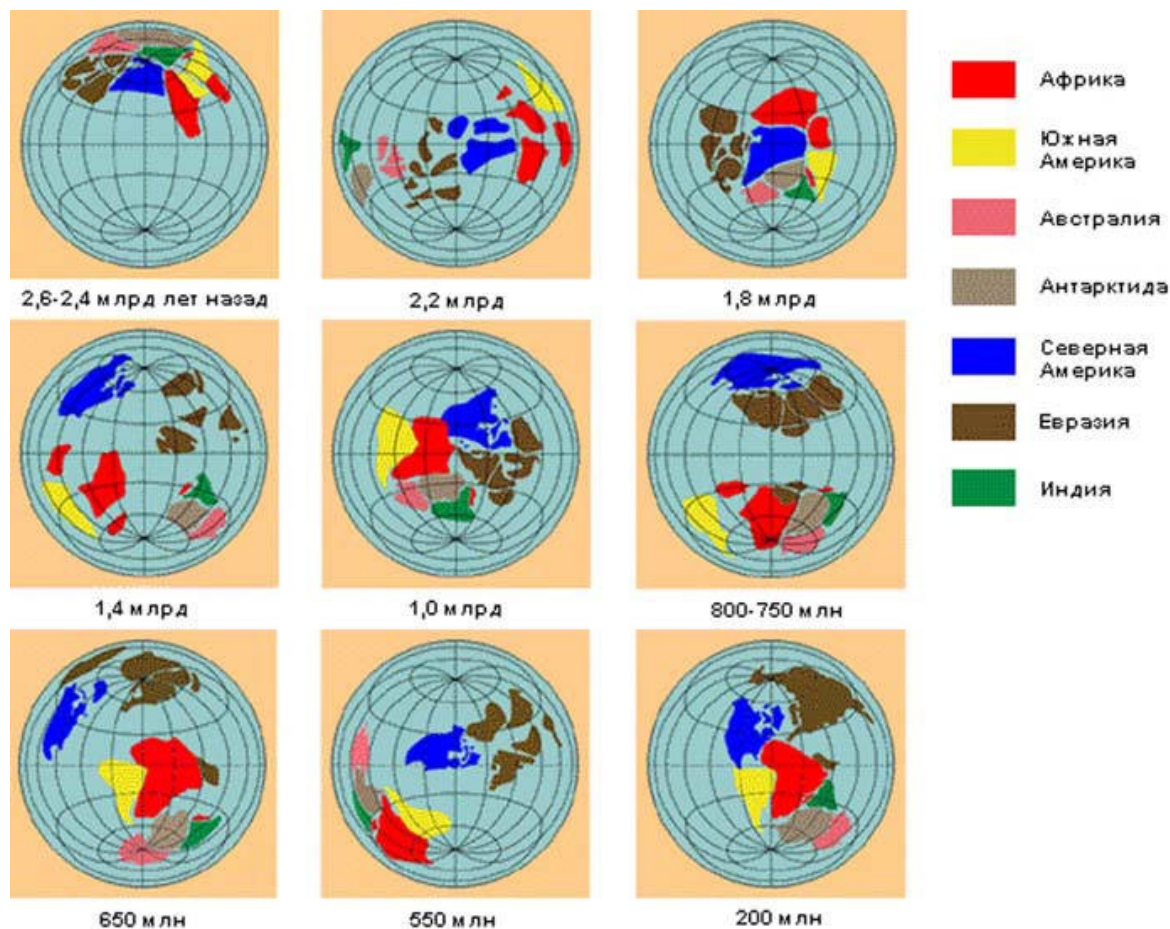 2,6-2,4 млрд лет назад
2,2 млрд
1,8 млрд
1,4 млрд
1,0 млрд
800-750 млн
650 млн
550 млн
200 млн
Африка
Южная
Америка
Австралия
Антарктида
Северная
Америка
Евразия
Индия